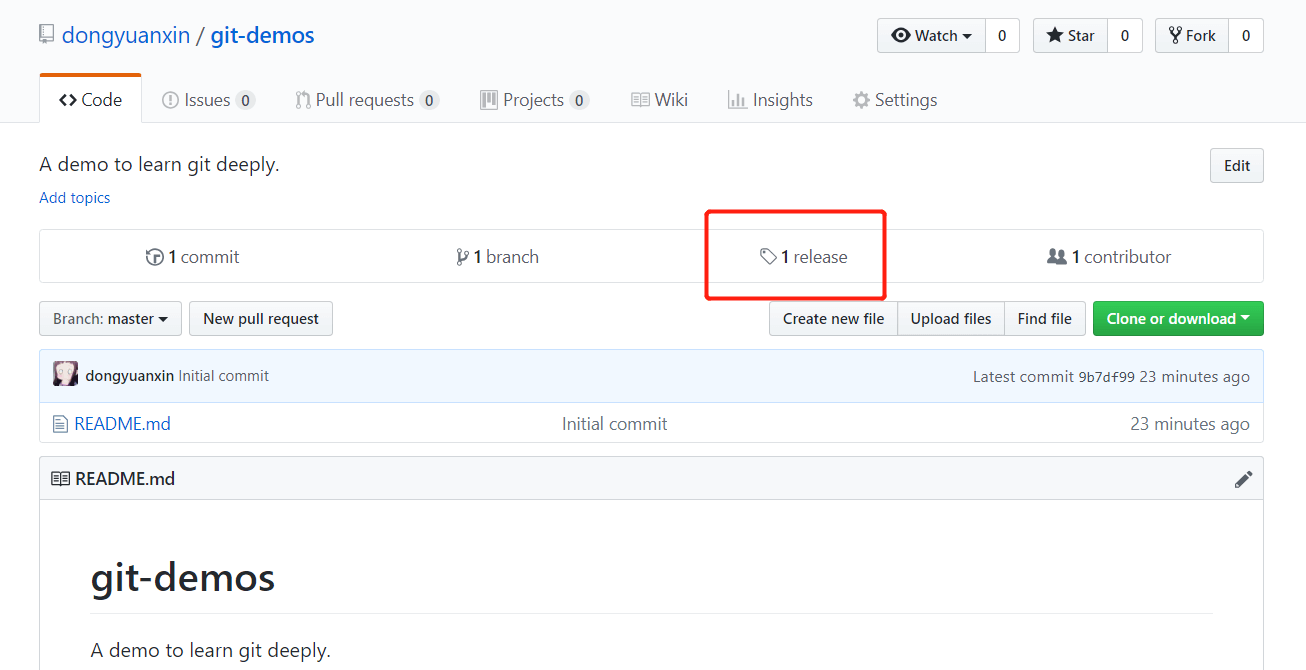 dongyuanxin / git-demos
Watch 0 Star 0 Fork 0
Code Issues 0 Pull requests 0 Projects 0 Wiki Insights Settings
A demo to learn git deeply.
Edit
Add topics
1 commit 1 branch 1 release 1 contributor
Branch: master New pull request Create new file Upload files Find file Clone or download
dongyuanxin Initial commit Latest commit 9b7df99 23 minutes ago
README.md Initial commit 23 minutes ago
README.md
git-demos
A demo to learn git deeply.